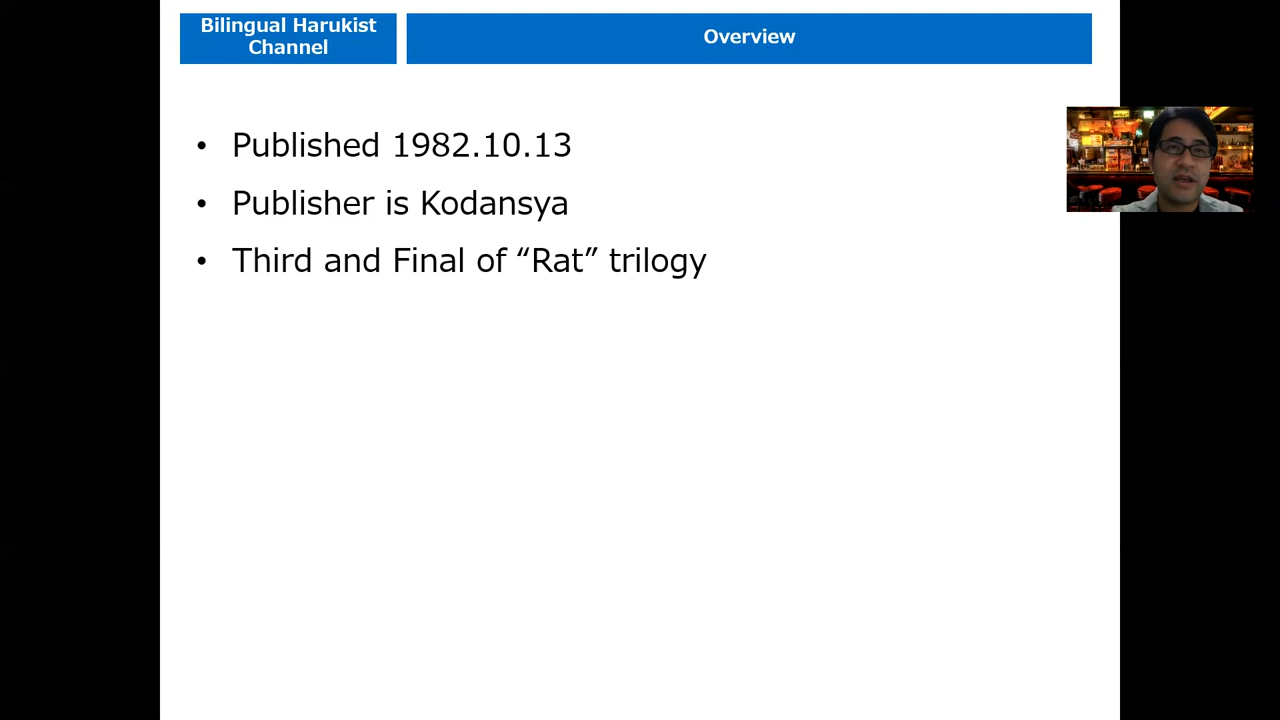 Bilingual Harukist
Channel
Overview
• Published 1982.10.13
• Publisher is Kodansya
• Third and Final of “Rat” trilogy